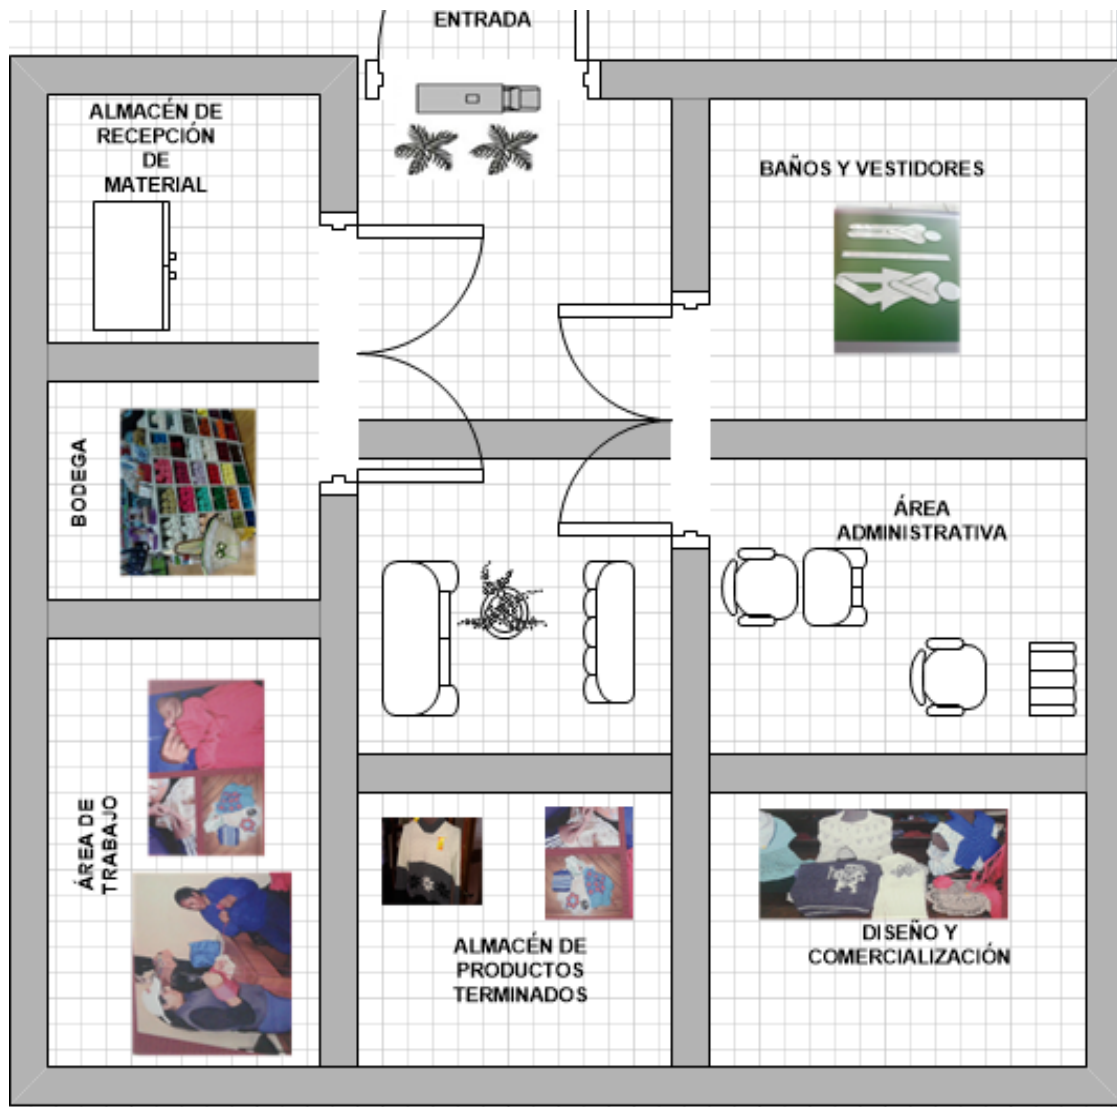 ENTRADA
ALMACÉN DE
RECEPCIÓN
DE
MATERIAL
BAÑOS Y VESTIDORES
BODEGA
ÁREA
ADMINISTRATIVA
ÁREA DE
TRABAJO
ALMACÉN DE
PRODUCTOS
TERMINADOS
DISEÑO Y
COMERCIALIZACIÓN